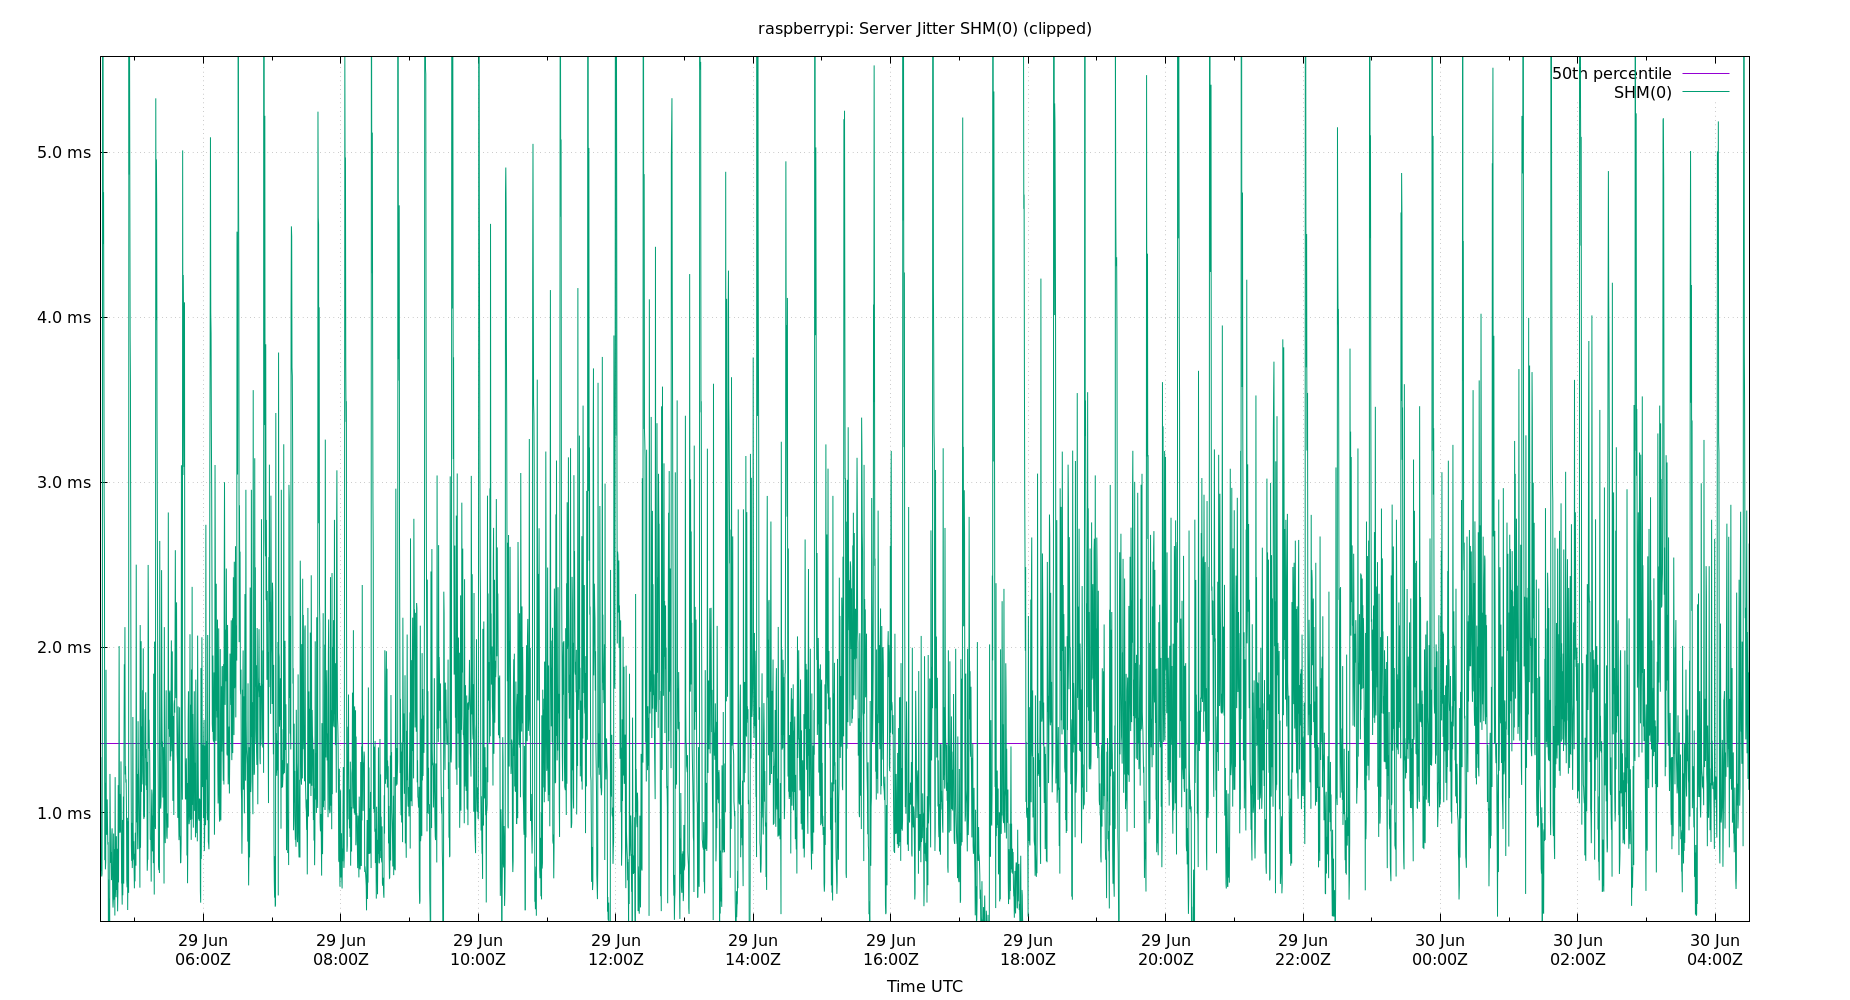 raspberrypi: Server Jitter SHM(0) (clipped)
50th percentile
SHM(0)
5.0 ms
4.0 ms
3.0 ms
2.0 ms
1.0 ms
29 Jun 29 Jun 29 Jun 29 Jun 29 Jun 29 Jun 29 Jun 29 Jun 29 Jun 30 Jun 30 Jun 30 Jun
06:00Z 08:00Z 10:00Z 12:00Z 14:00Z 16:00Z 18:00Z 20:00Z 22:00Z 00:00Z 02:00Z 04:00Z
Time UTC